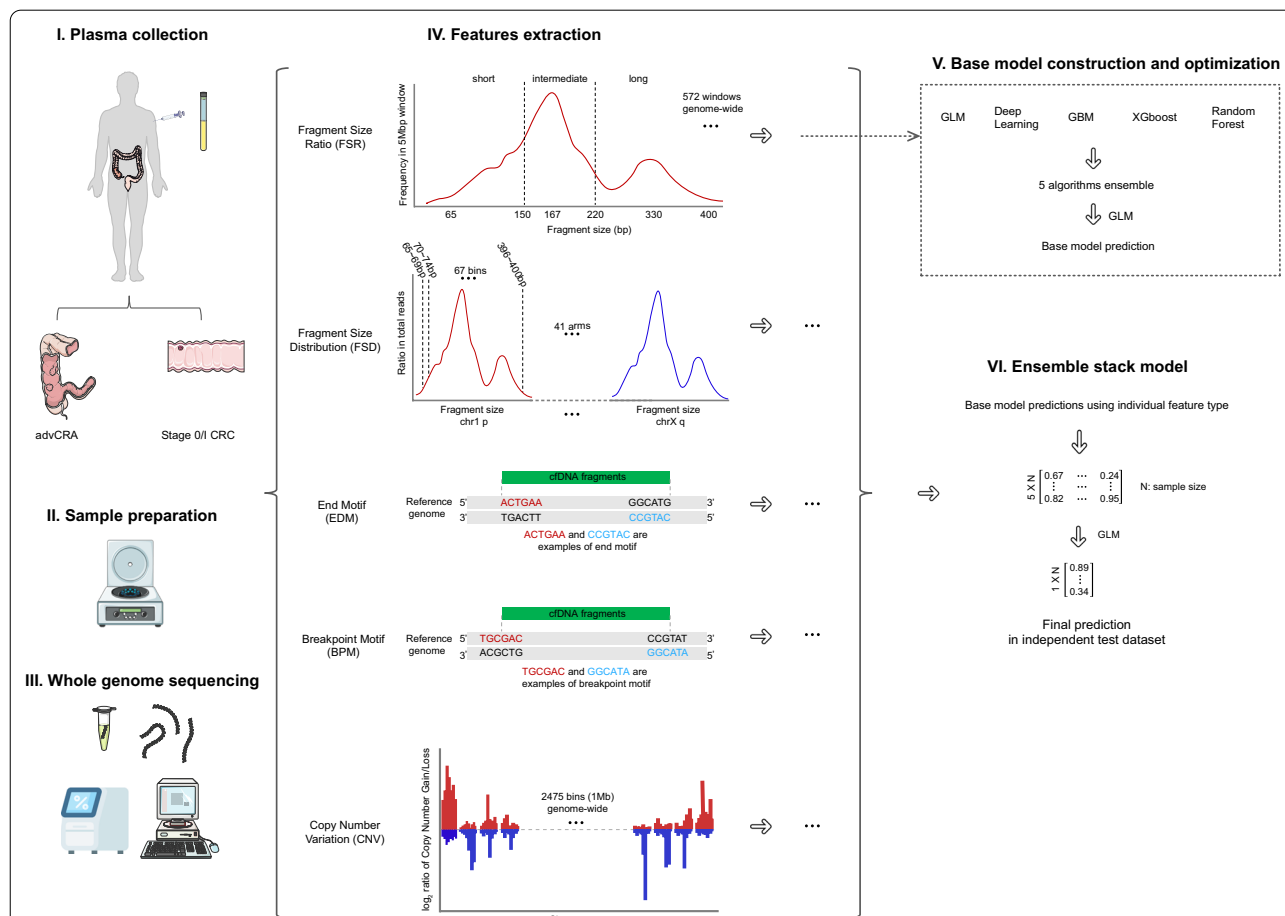 I. Plasma collection
advCRA
Stage 0/I CRC
II. Sample preparation
III. Whole genome sequencing
IV. Features extraction
Fragment Size
Ratio (FSR)
Frequency in 5Mbp window
short
intermediate
long
572 windows
genome-wide
65
150
167
220
330
400
Fragment size (bp)
Fragment Size
Distribution (FSD)
Ratio in total reads
65~69bp
70~74bp
67 bins
396~400bp
41 arms
Fragment size
chr1 p
Fragment size
chrX q
End Motif
(EDM)
cfDNA fragments
Reference
genome
5' ACTGAA GGCATG 3'
3' TGACTT CCGTAC 5'
ACTGAA and CCGTAC are
examples of end motif
Breakpoint Motif
(BPM)
cfDNA fragments
Reference
genome
5' TGCGAC CCGTAT 3'
3' ACGCTG GGCATA 5'
TGCGAC and GGCATA are
examples of breakpoint motif
Copy Number
Variation (CNV)
log2 ratio of Copy Number Gain/Loss
2475 bins (1Mb)
genome-wide
V. Base model construction and optimization
GLM
Deep
Learning
GBM
XGboost
Random
Forest
5 algorithms ensemble
GLM
Base model prediction
VI. Ensemble stack model
Base model predictions using individual feature type
5 X N
0.67 ... 0.24
0.82 ... 0.95
N: sample size
GLM
1 X N
0.89
0.34
Final prediction
in independent test dataset